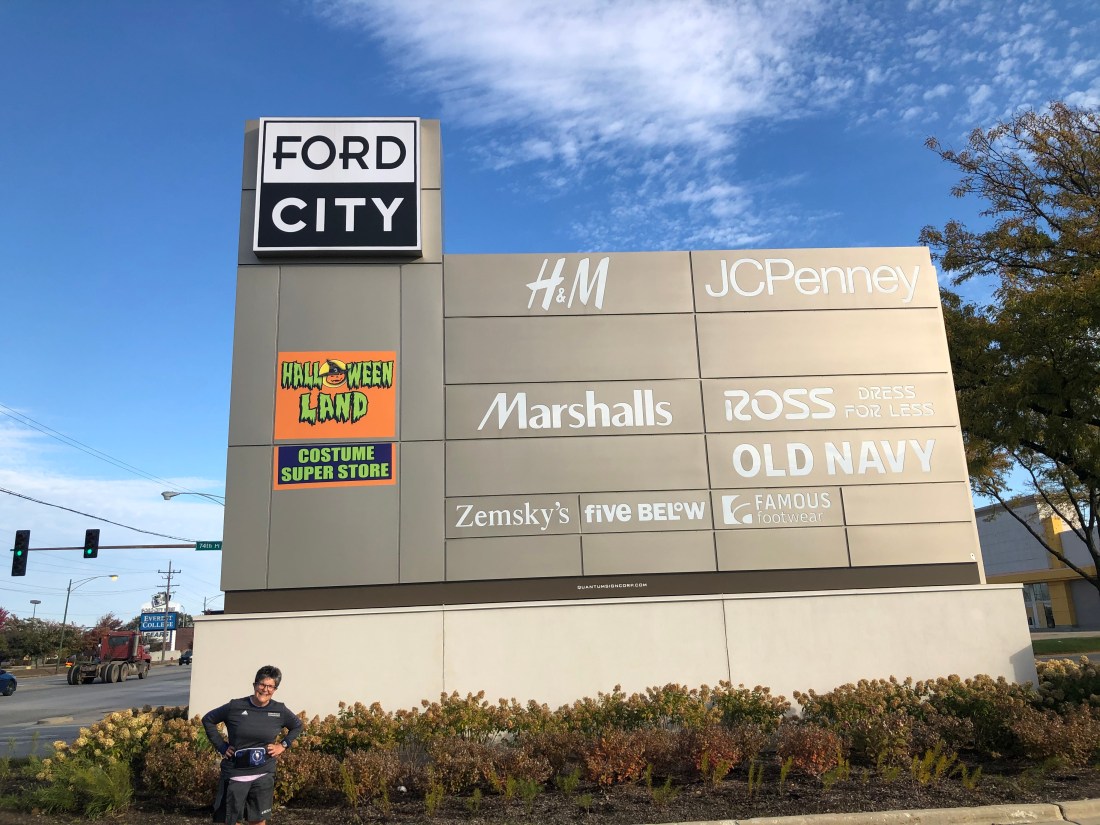 FORD
CITY
H&M
JCPenney
HALLOWEEN
LAND
COSTUME
SUPER STORE
Marshalls
ROSS DRESS
FOR LESS
OLD NAVY
Zemsky's
five BELOW
FAMOUS
footwear
QUANTUMSIGNCORP.COM
74th Pl
EVEREST
COLLEGE
SEARS